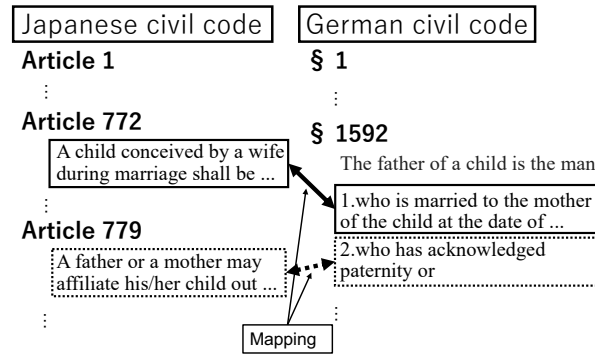 Japanese civil code
Article 1
⋮
Article 772
A child conceived by a wife
during marriage shall be ...
⋮
Article 779
A father or a mother may
affiliate his/her child out ...
⋮
German civil code
§ 1
⋮
§ 1592
The father of a child is the man
1.who is married to the mother
of the child at the date of ...
2.who has acknowledged
paternity or
⋮
Mapping